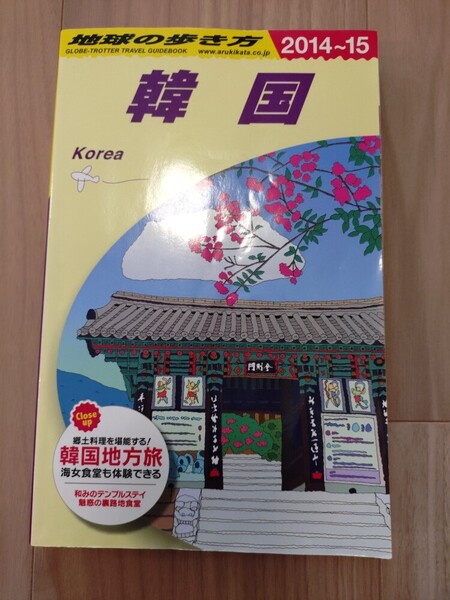 地球の歩き方
2014~15
GLOBE-TROTTER TRAVEL GUIDEBOOK
www.arukikata.co.jp
韓国
Korea
Close up
郷土料理を堪能する!
韓国地方旅
海女食堂も体験できる
和みのテンプルステイ
魅惑の裏路地食堂